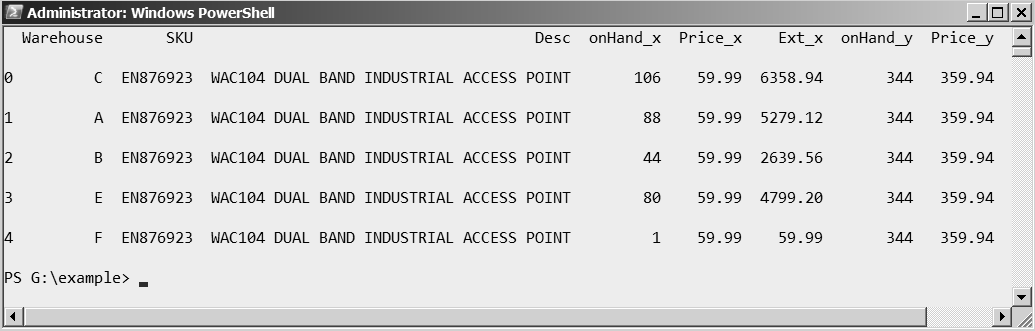 Administrator: Windows PowerShell
Warehouse SKU Desc onHand_x Price_x Ext_x onHand_y Price_y
0 C EN876923 WAC104 DUAL BAND INDUSTRIAL ACCESS POINT 106 59.99 6358.94 344 359.94
1 A EN876923 WAC104 DUAL BAND INDUSTRIAL ACCESS POINT 88 59.99 5279.12 344 359.94
2 B EN876923 WAC104 DUAL BAND INDUSTRIAL ACCESS POINT 44 59.99 2639.56 344 359.94
3 E EN876923 WAC104 DUAL BAND INDUSTRIAL ACCESS POINT 80 59.99 4799.20 344 359.94
4 F EN876923 WAC104 DUAL BAND INDUSTRIAL ACCESS POINT 1 59.99 59.99 344 359.94
PS G:\example>